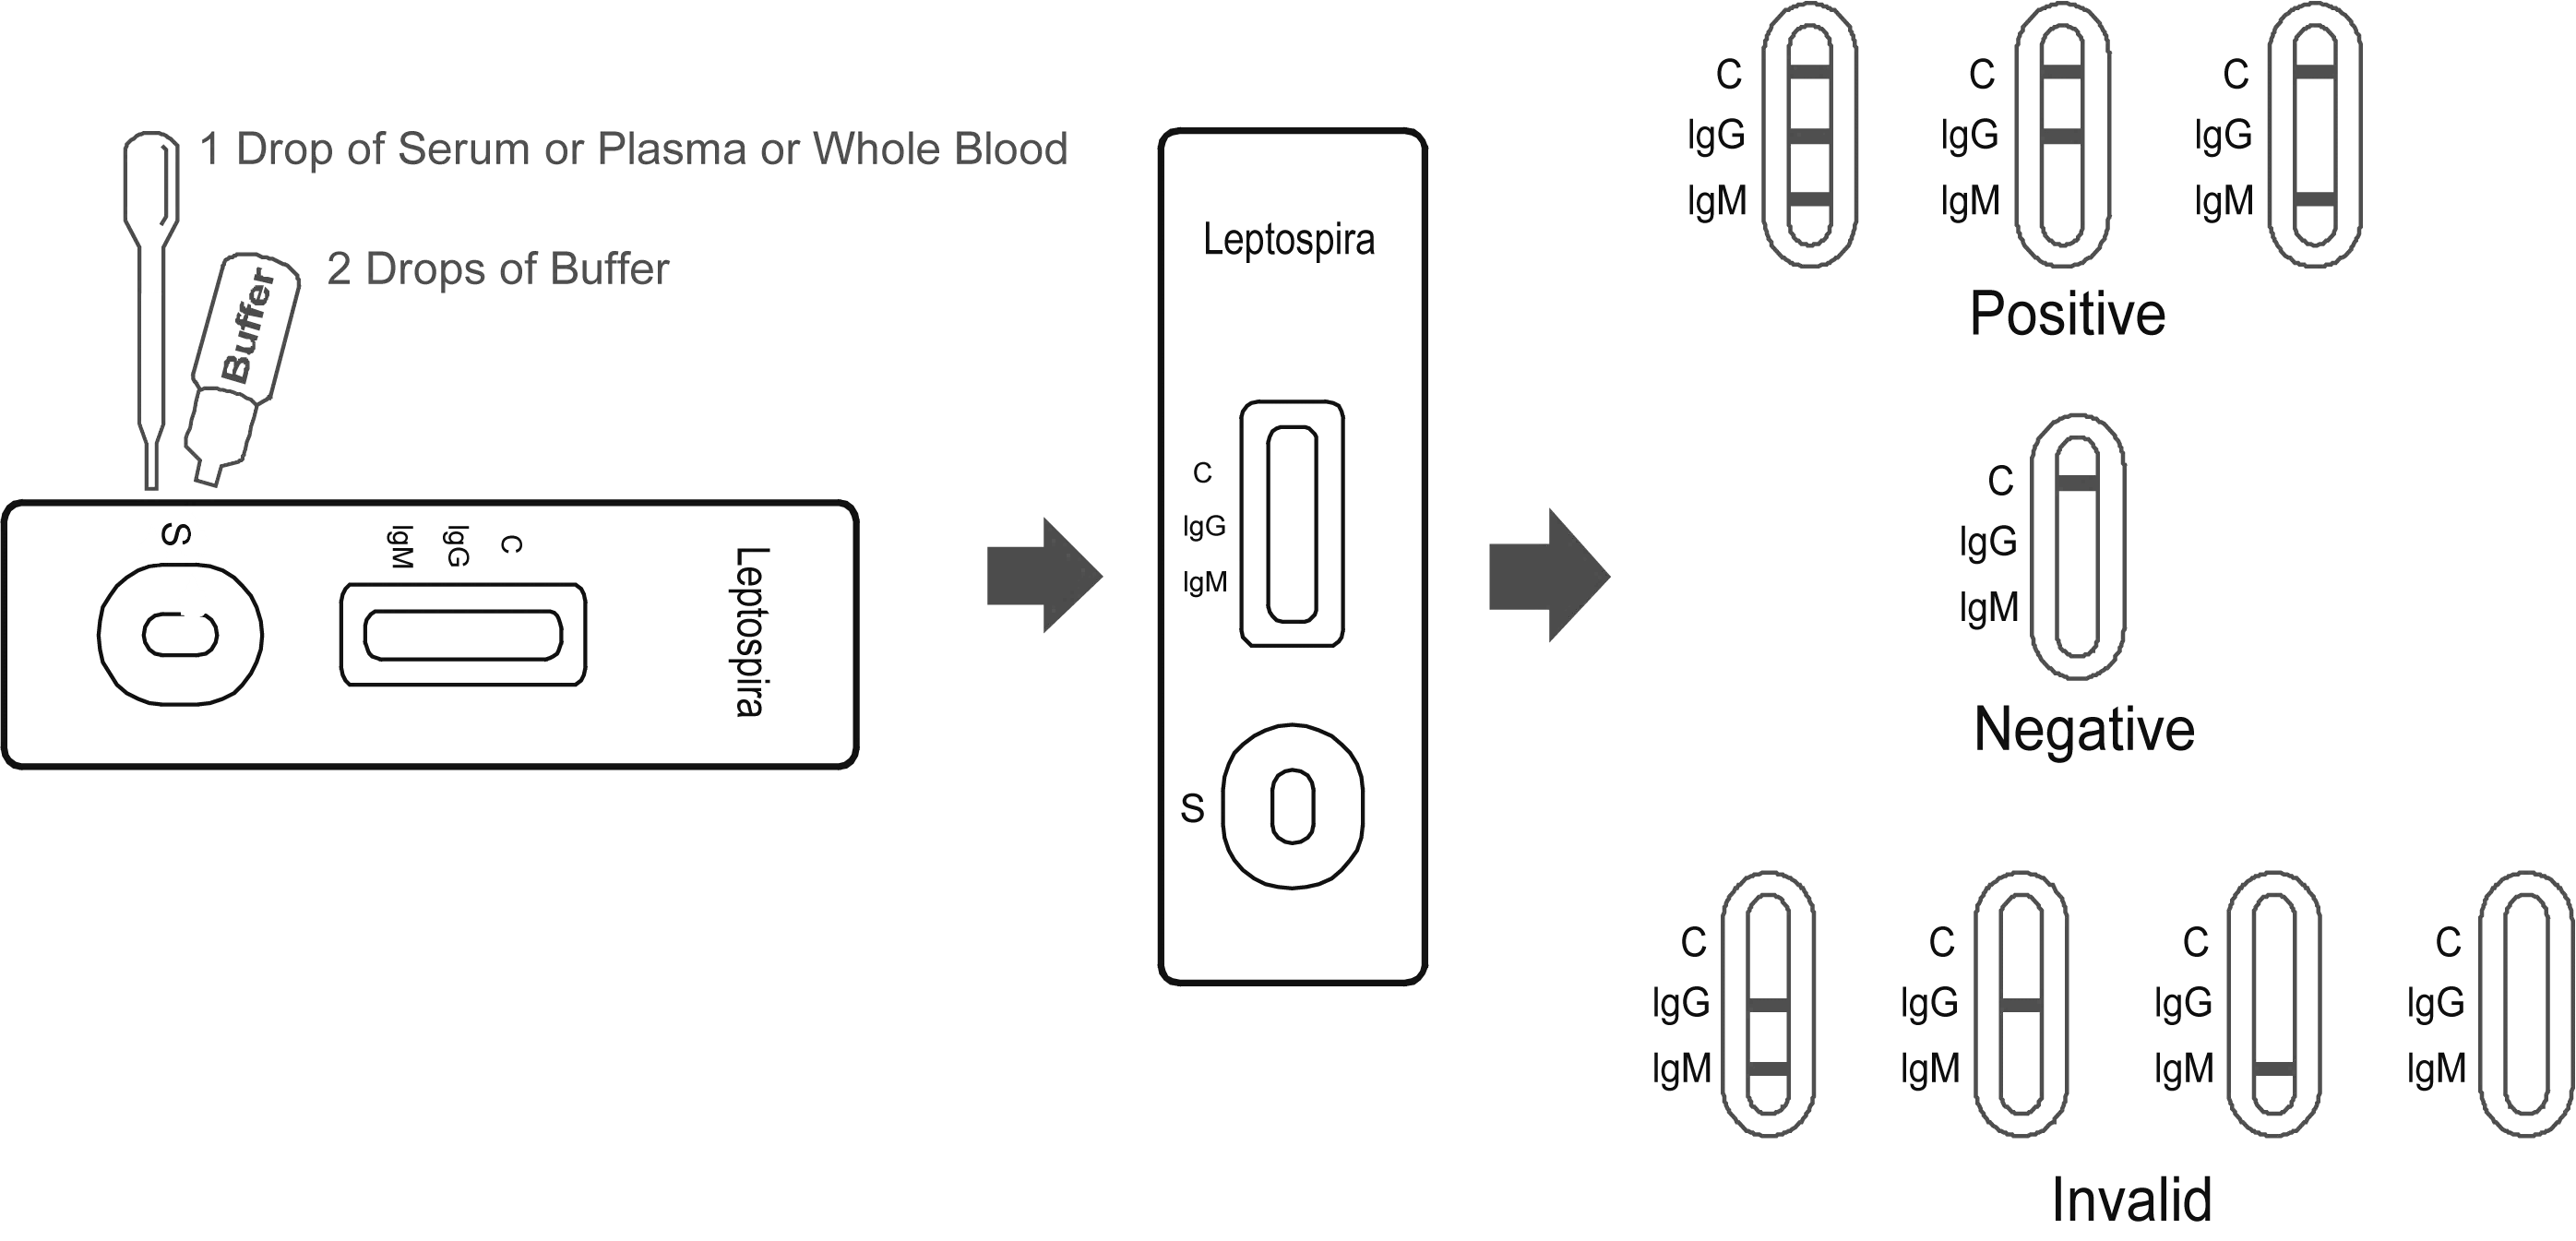 1 Drop of Serum or Plasma or Whole Blood
2 Drops of Buffer
Buffer
S
IgM
IgG
C
Leptospira
Leptospira
C
IgG
IgM
S
C
IgG
IgM
C
IgG
IgM
C
IgG
IgM
Positive
C
IgG
IgM
Negative
C
IgG
IgM
C
IgG
IgM
C
IgG
IgM
C
IgG
IgM
Invalid